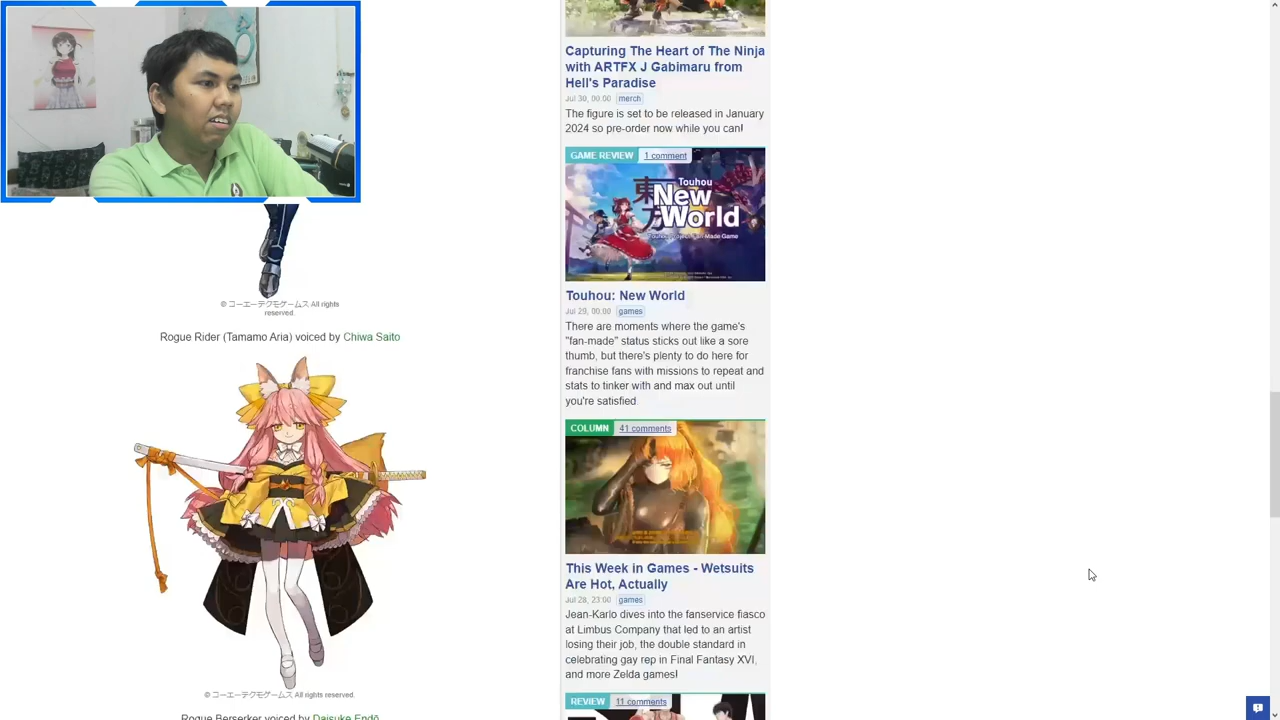 © コーエーテクモゲームス All rights
reserved.
Rogue Rider (Tamamo Aria) voiced by Chiwa Saito
© コーエーテクモゲームス All rights reserved.
Rogue Berserker voiced by Daisuke Endō
Capturing The Heart of The Ninja
with ARTFX J Gabimaru from
Hell's Paradise
Jul 30, 00:00 merch
The figure is set to be released in January
2024 so pre-order now while you can!
GAME REVIEW 1 comment
Touhou
New
World
Touhou Project Fan Made Game
Touhou: New World
Jul 29, 00:00 games
There are moments where the game's
"fan-made" status sticks out like a sore
thumb, but there's plenty to do here for
franchise fans with missions to repeat and
stats to tinker with and max out until
you're satisfied.
COLUMN 41 comments
This Week in Games - Wetsuits
Are Hot, Actually
Jul 28, 23:00 games
Jean-Karlo dives into the fanservice fiasco
at Limbus Company that led to an artist
losing their job, the double standard in
celebrating gay rep in Final Fantasy XVI,
and more Zelda games!
REVIEW 11 comments